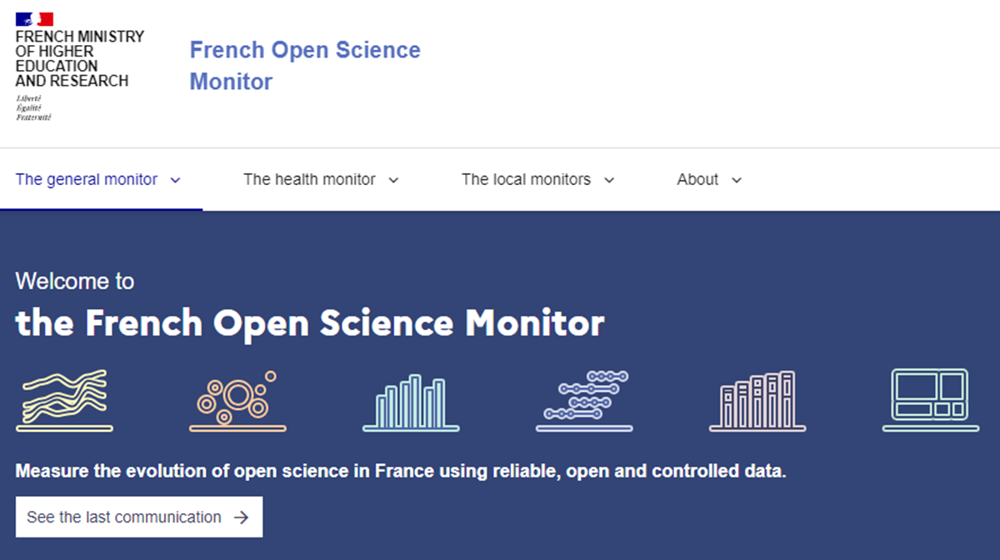 FRENCH MINISTRY
OF HIGHER
EDUCATION
AND RESEARCH
Liberté
Égalité
Fraternité
French Open Science
Monitor
The general monitor
The health monitor
The local monitors
About
Welcome to
the French Open Science Monitor
Measure the evolution of open science in France using reliable, open and controlled data.
See the last communication